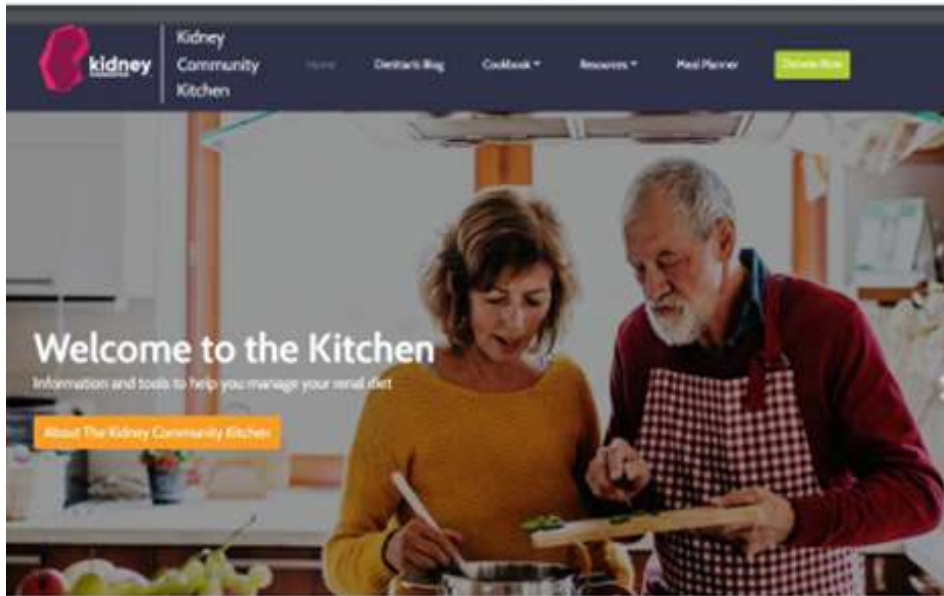 kidney
Kidney
Community
Kitchen
Home
Dietitian's Blog
Cookbook
Resources
Meal Planner
Donate Now
Welcome to the Kitchen
Information and tools to help you manage your renal diet
About The Kidney Community Kitchen